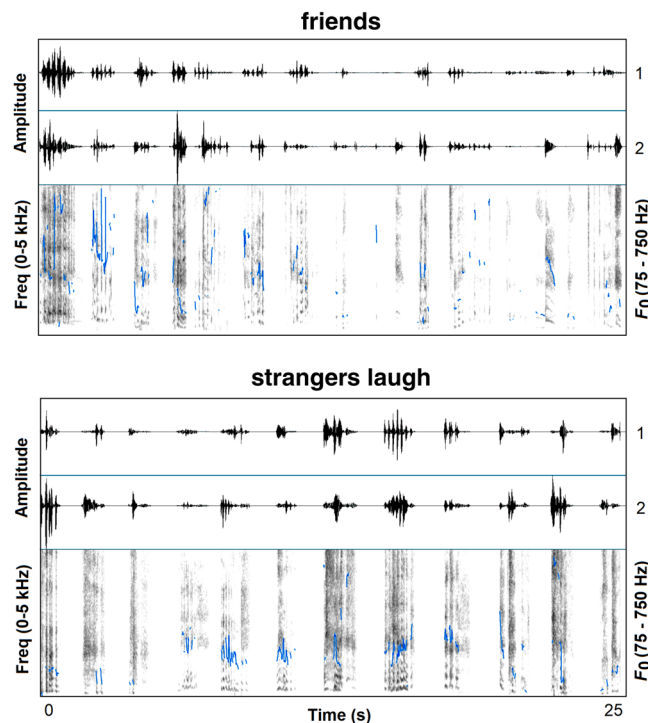 friends
Amplitude
1
2
Freq (0-5 kHz)
F0 (75 - 750 Hz)
strangers laugh
Amplitude
1
2
Freq (0-5 kHz)
F0 (75 - 750 Hz)
0
Time (s)
25